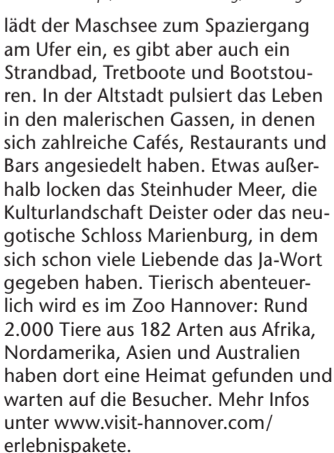 lädt der Maschsee zum Spaziergang
am Ufer ein, es gibt aber auch ein
Strandbad, Tretboote und Bootstou-
ren. In der Altstadt pulsiert das Leben
in den malerischen Gassen, in denen
sich zahlreiche Cafés, Restaurants und
Bars angesiedelt haben. Etwas außer-
halb locken das Steinhuder Meer, die
Kulturlandschaft Deister oder das neu-
gotische Schloss Marienburg, in dem
sich schon viele Liebende das Ja-Wort
gegeben haben. Tierisch abenteuer-
lich wird es im Zoo Hannover: Rund
2.000 Tiere aus 182 Arten aus Afrika,
Nordamerika, Asien und Australien
haben dort eine Heimat gefunden und
warten auf die Besucher. Mehr Infos
unter www.visit-hannover.com/
erlebnispakete.